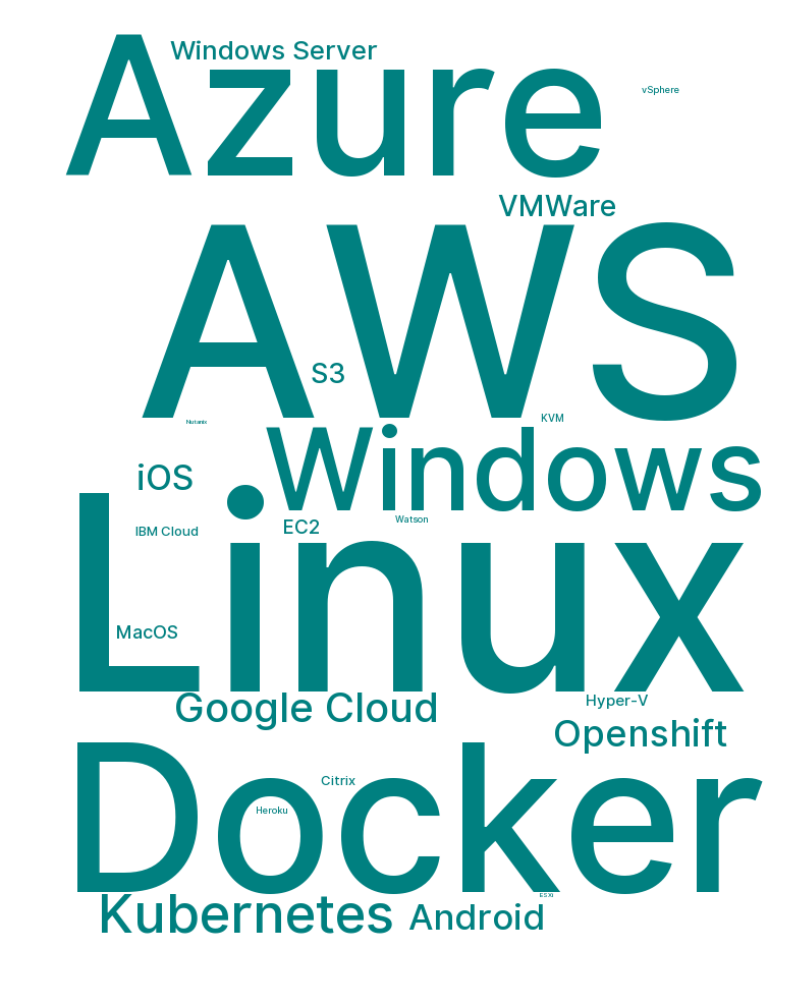 Windows Server
Azure
vSphere
VMWare
AWS
S3
Nutanix
KVM
Windows
iOS
Linux
EC2
Watson
IBM Cloud
MacOS
Google Cloud
Hyper-V
Openshift
Docker
Citrix
Heroku
ESXi
Kubernetes
Android